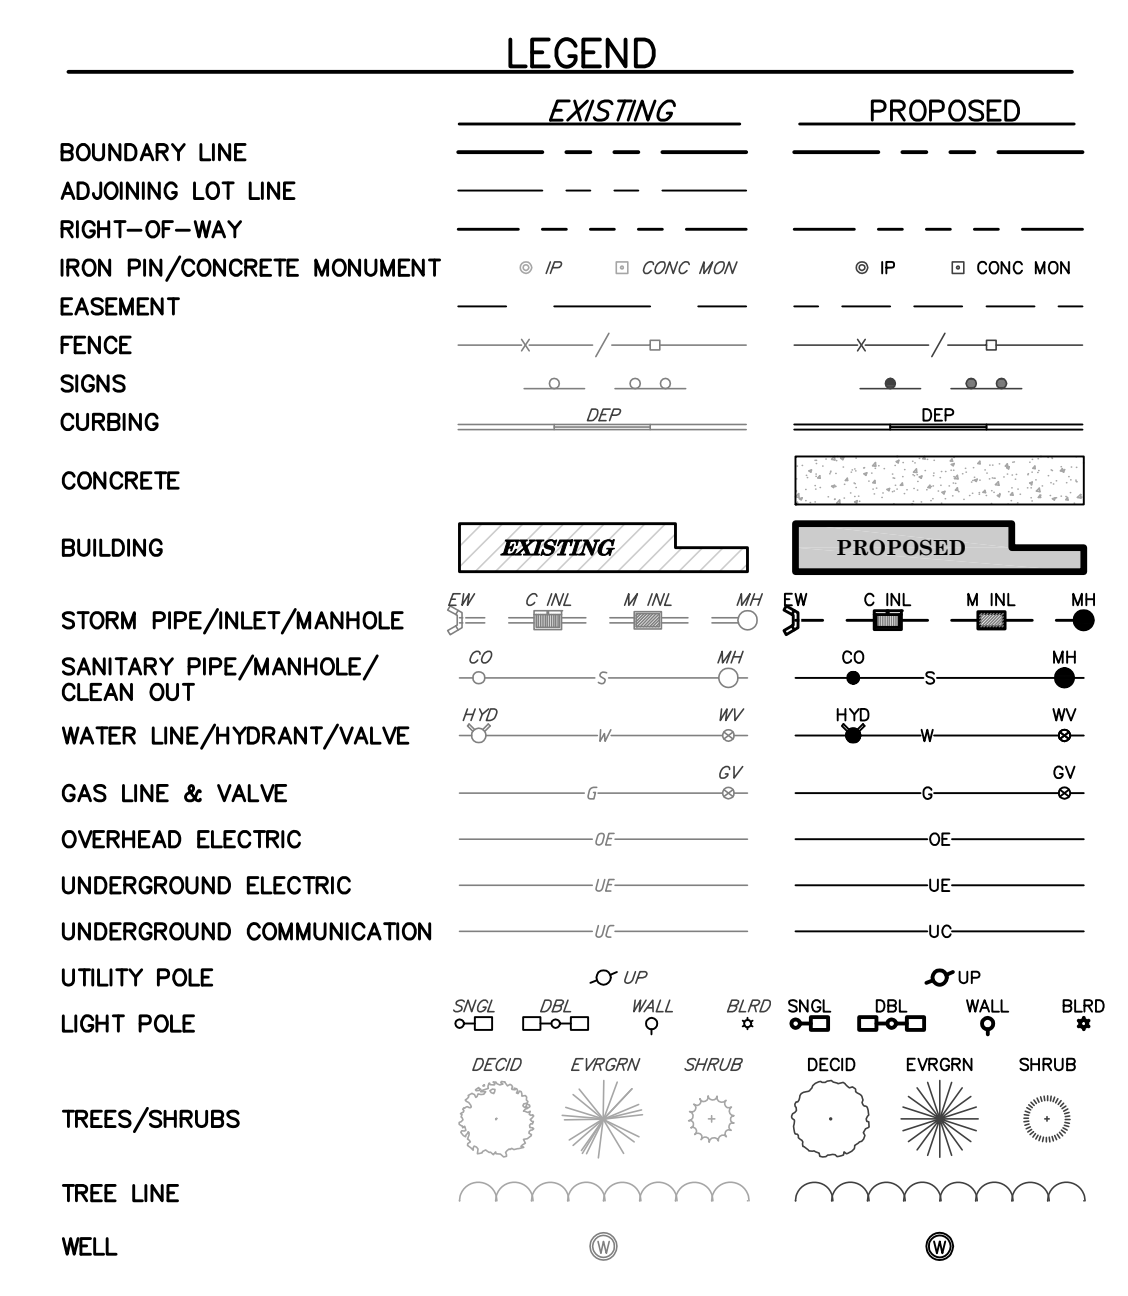 LEGEND
EXISTING PROPOSED
BOUNDARY LINE
ADJOINING LOT LINE
RIGHT-OF-WAY
IRON PIN/CONCRETE MONUMENT IP CONC MON IP CONC MON
EASEMENT
FENCE
SIGNS
CURBING DEP DEP
CONCRETE
BUILDING EXISTING PROPOSED
EW C INL M INL MH EW C INL M INL MH
STORM PIPE/INLET/MANHOLE
CO MH CO MH
SANITARY PIPE/MANHOLE/ S S
CLEAN OUT
HYD WV HYD WV
WATER LINE/HYDRANT/VALVE W W
GV GV
GAS LINE & VALVE G G
OVERHEAD ELECTRIC OE OE
UNDERGROUND ELECTRIC UE UE
UNDERGROUND COMMUNICATION UC UC
UTILITY POLE UP UP
SNGL DBL WALL BLRD SNGL DBL WALL BLRD
LIGHT POLE
DECID EVRGRN SHRUB DECID EVRGRN SHRUB
TREES/SHRUBS
TREE LINE
WELL W W